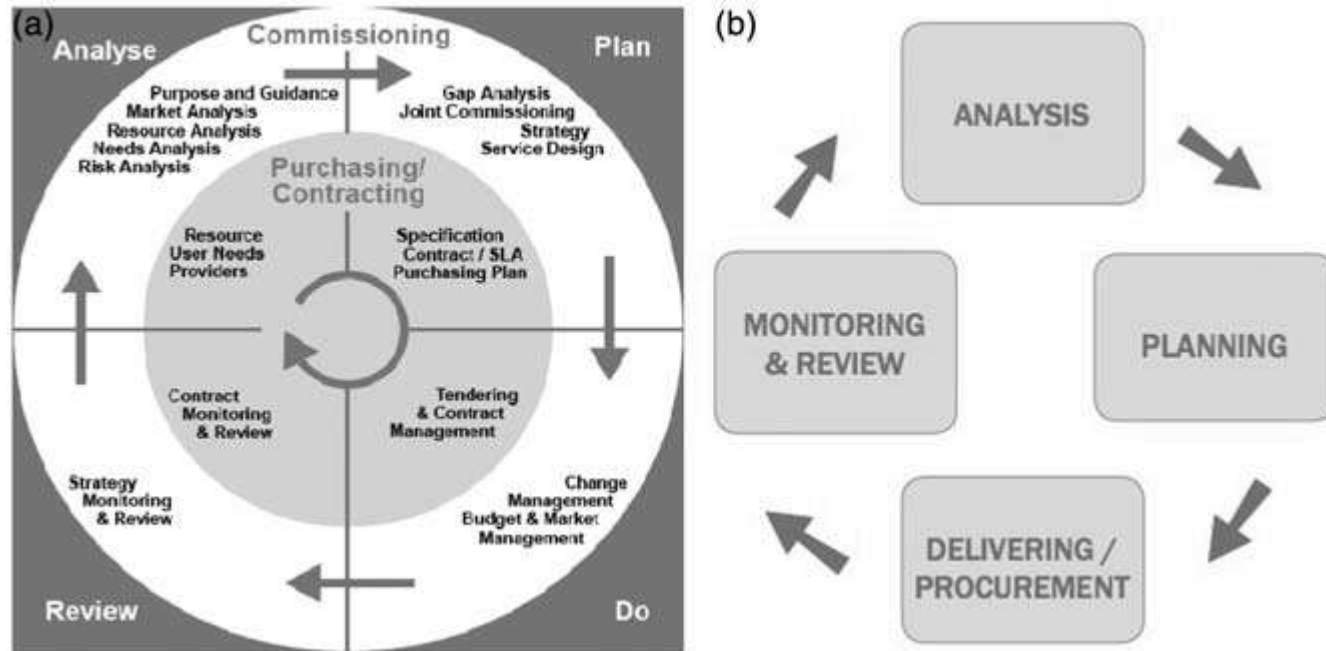 (a)
Analyse
Commissioning
Plan
Purpose and Guidance
Market Analysis
Resource Analysis
Needs Analysis
Risk Analysis
Gap Analysis
Joint Commissioning
Strategy
Service Design
Purchasing/
Contracting
Resource
User Needs
Providers
Specification
Contract / SLA
Purchasing Plan
Contract
Monitoring
& Review
Tendering
& Contract
Management
Strategy
Monitoring
& Review
Change
Management
Budget & Market
Management
Review
Do
(b)
ANALYSIS
MONITORING
& REVIEW
PLANNING
DELIVERING /
PROCUREMENT